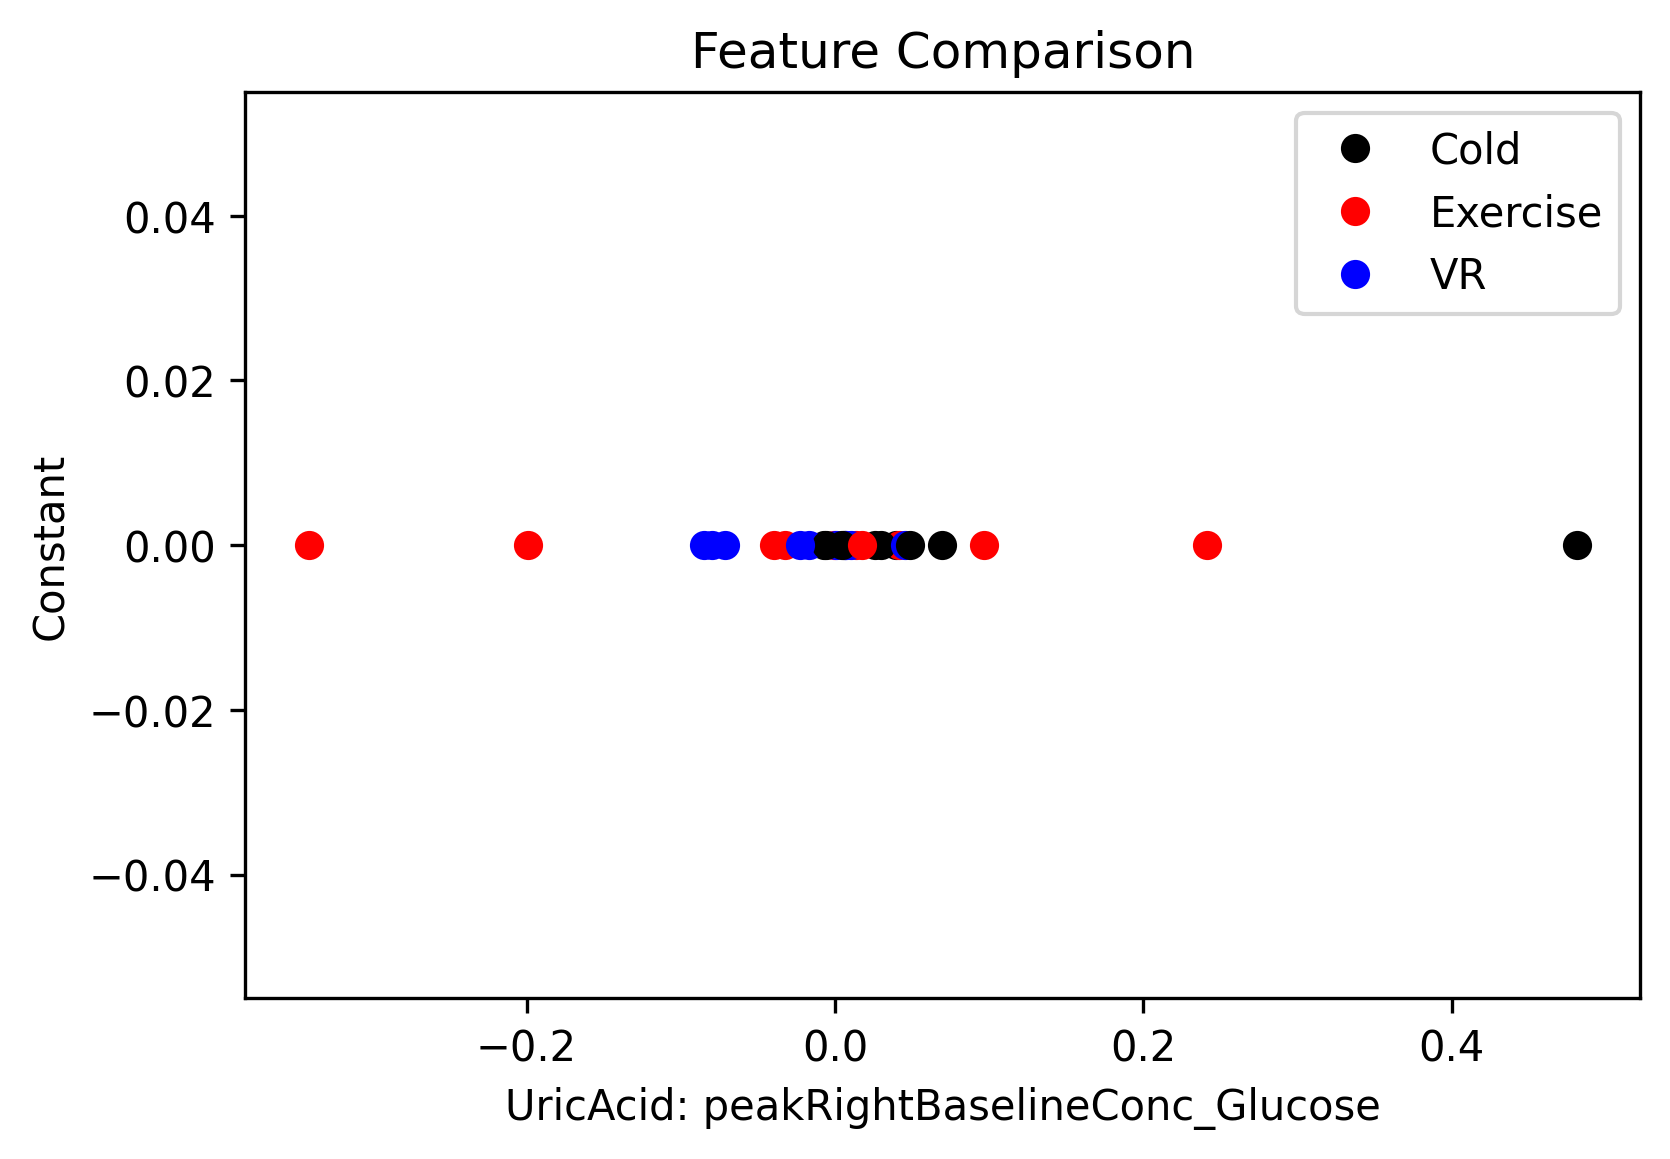 Feature Comparison
Cold
Exercise
VR
0.04
0.02
0.00
−0.02
−0.04
Constant
−0.2 0.0 0.2 0.4
UricAcid: peakRightBaselineConc_Glucose